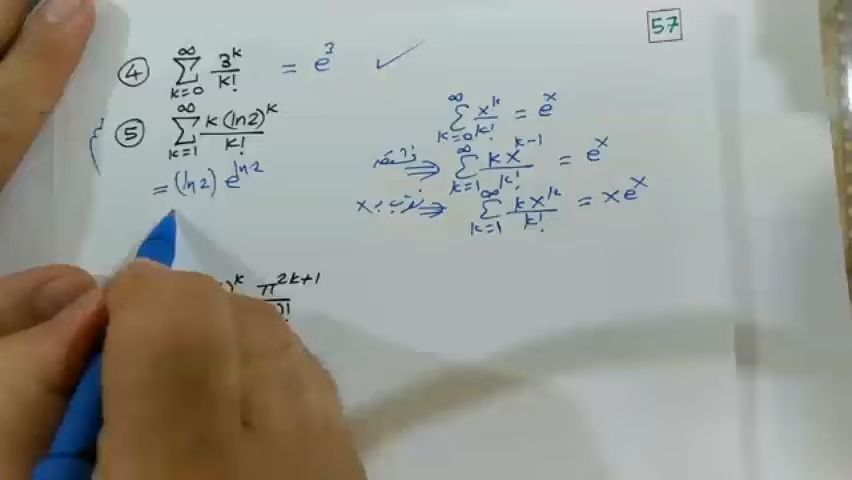 57
④ ∑_{k=0}^{∞} 3^k/k! = e^3 ✓
⑤ ∑_{k=1}^{∞} k(ln2)^k/k!
= (ln2) e^{ln2}
∑_{k=0}^{∞} x^k/k! = e^x
⇒ ∑_{k=1}^{∞} kx^{k-1}/k! = e^x
x ⇒ ∑_{k=1}^{∞} kx^k/k! = xe^x
)^k π^{2k+1}
)!